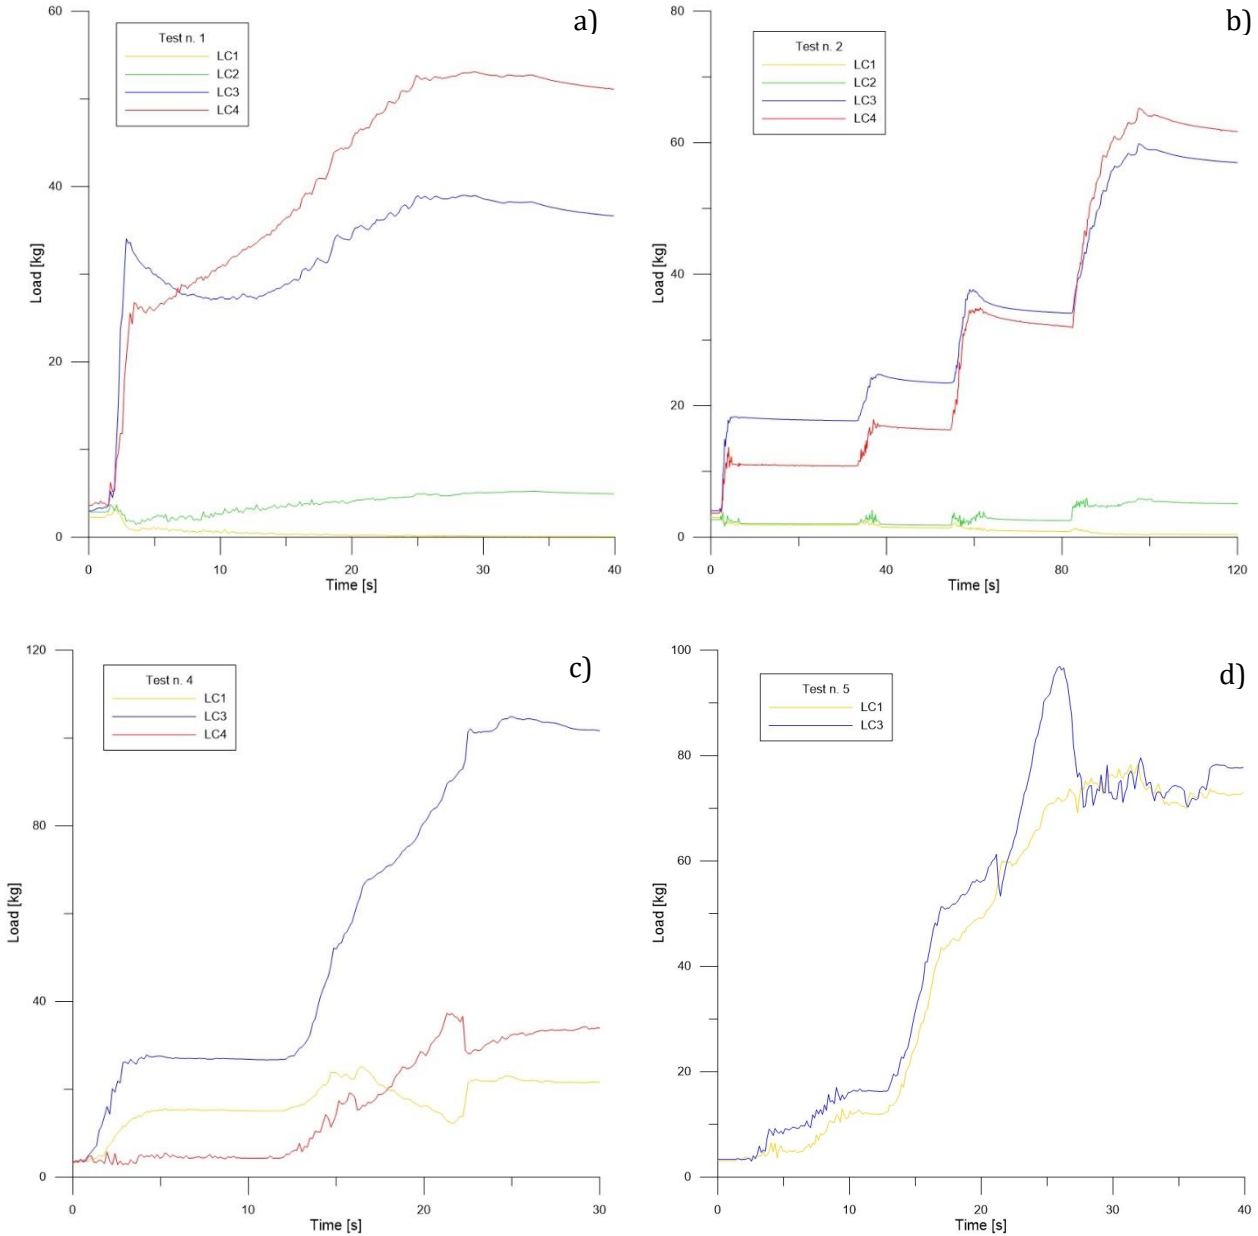 a)
60
40
20
0
Load [kg]
Test n. 1
LC1
LC2
LC3
LC4
0
10
20
30
40
Time [s]
b)
80
60
40
20
0
Load [kg]
Test n. 2
LC1
LC2
LC3
LC4
0
40
80
120
Time [s]
c)
120
80
40
0
Load [kg]
Test n. 4
LC1
LC3
LC4
0
10
20
30
Time [s]
d)
100
80
60
40
20
0
Load [kg]
Test n. 5
LC1
LC3
0
10
20
30
40
Time [s]